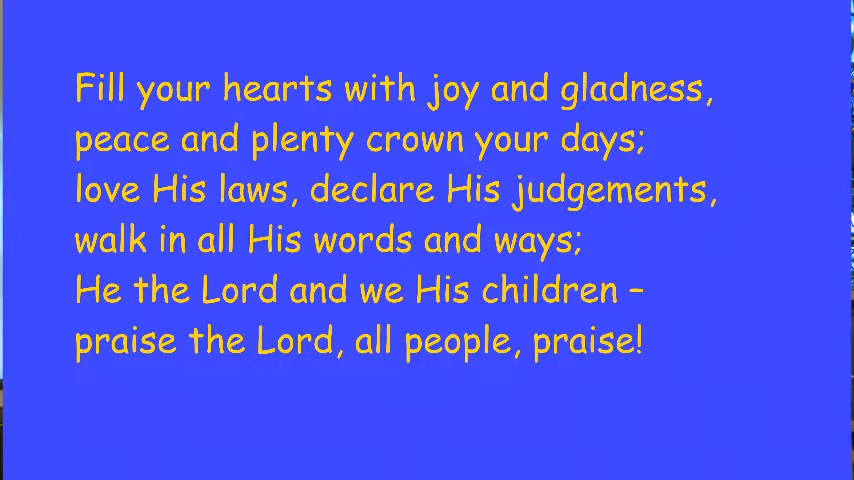 Fill your hearts with joy and gladness,
peace and plenty crown your days;
love His laws, declare His judgements,
walk in all His words and ways;
He the Lord and we His children –
praise the Lord, all people, praise!